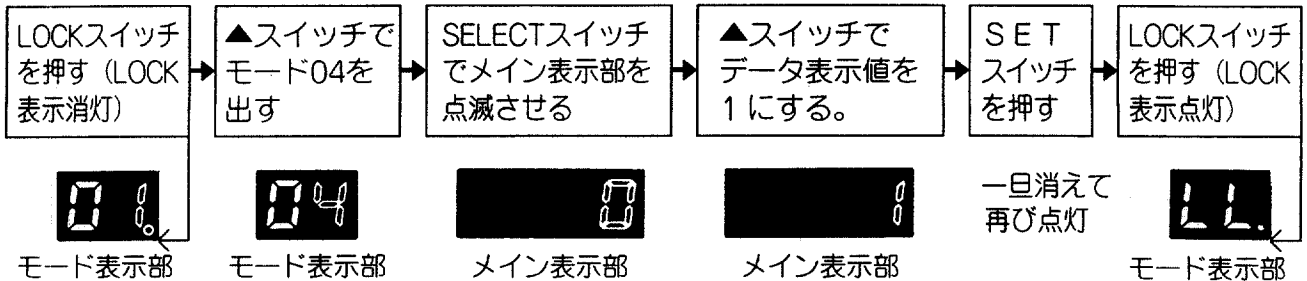 LOCKスイッチ
を押す（LOCK
表示消灯）
▲スイッチで
モード04を
出す
SELECTスイッチ
でメイン表示部を
点滅させる
▲スイッチで
データ表示値を
1にする。
SET
スイッチ
を押す
LOCKスイッチ
を押す（LOCK
表示点灯）
01.
モード表示部
04
モード表示部
0
メイン表示部
1
メイン表示部
一旦消えて
再び点灯
LL.
モード表示部